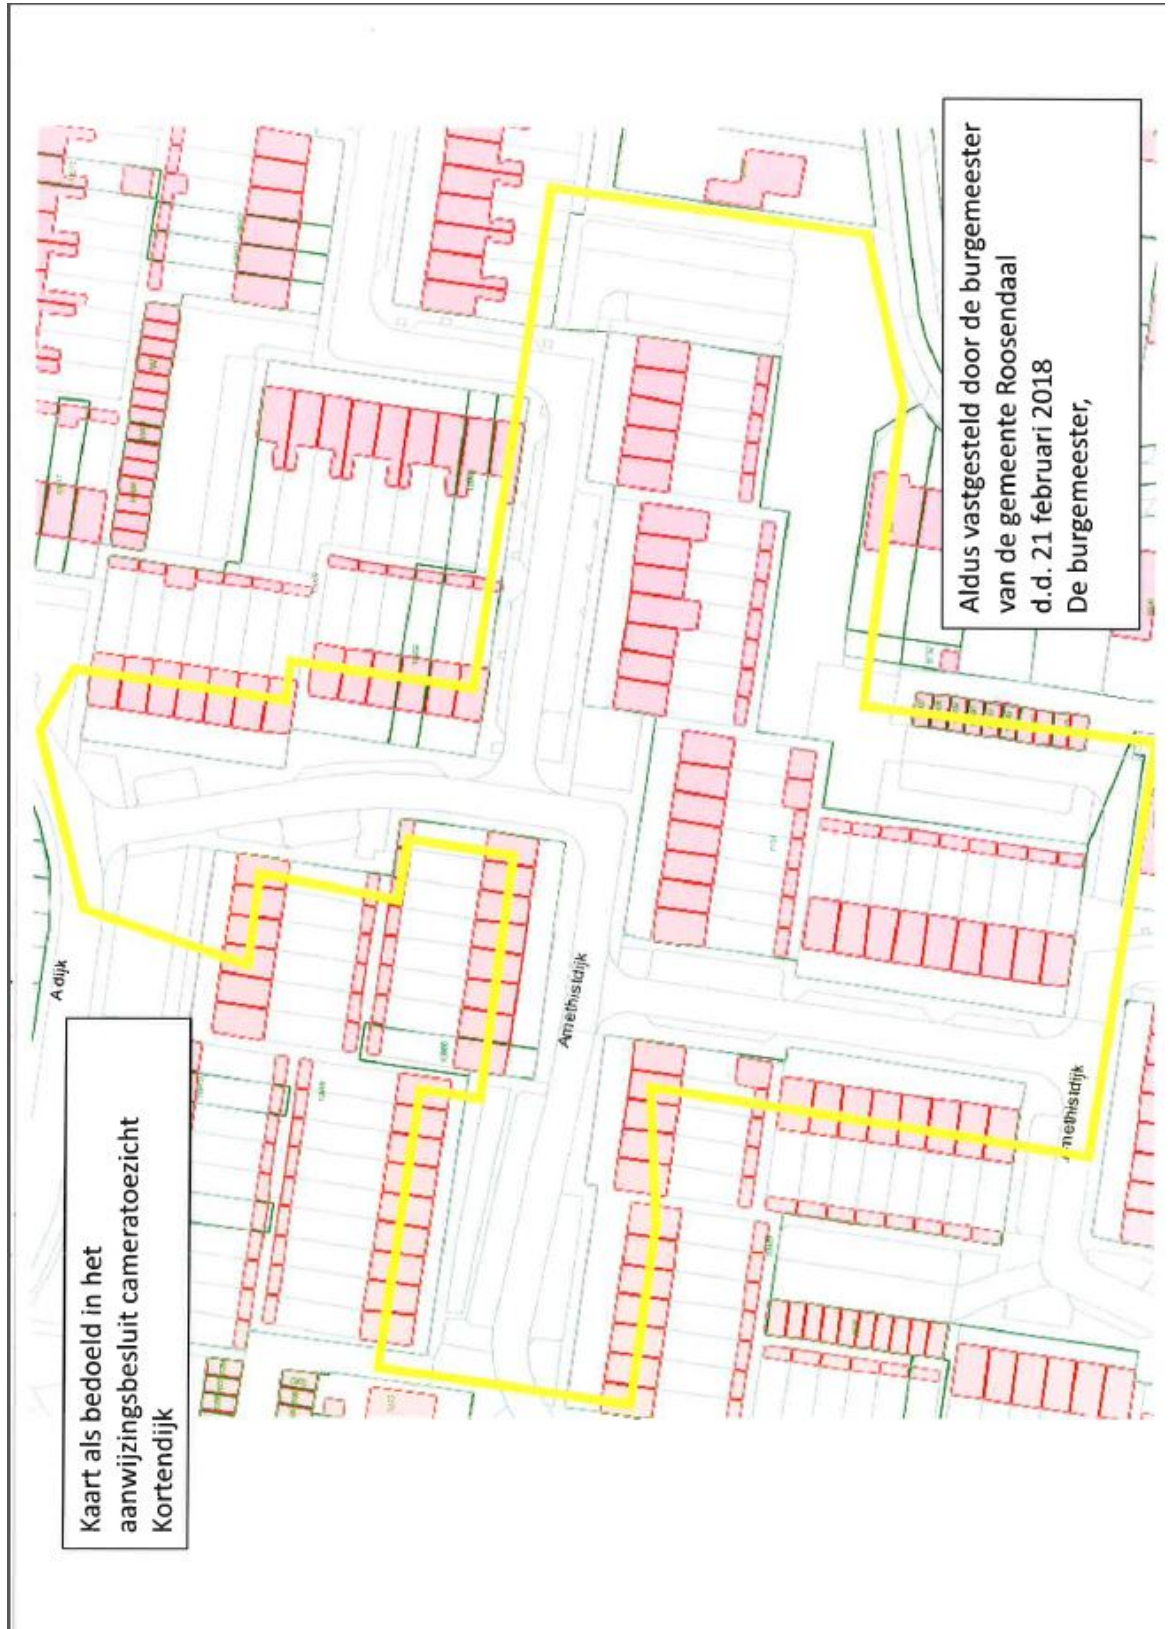 Kaart als bedoeld in het
aanwijzingsbesluit cameratoezicht
Kortendijk
Adijk
Amethistdijk
Amethistdijk
Aldus vastgesteld door de burgemeester
van de gemeente Roosendaal
d.d. 21 februari 2018
De burgemeester,